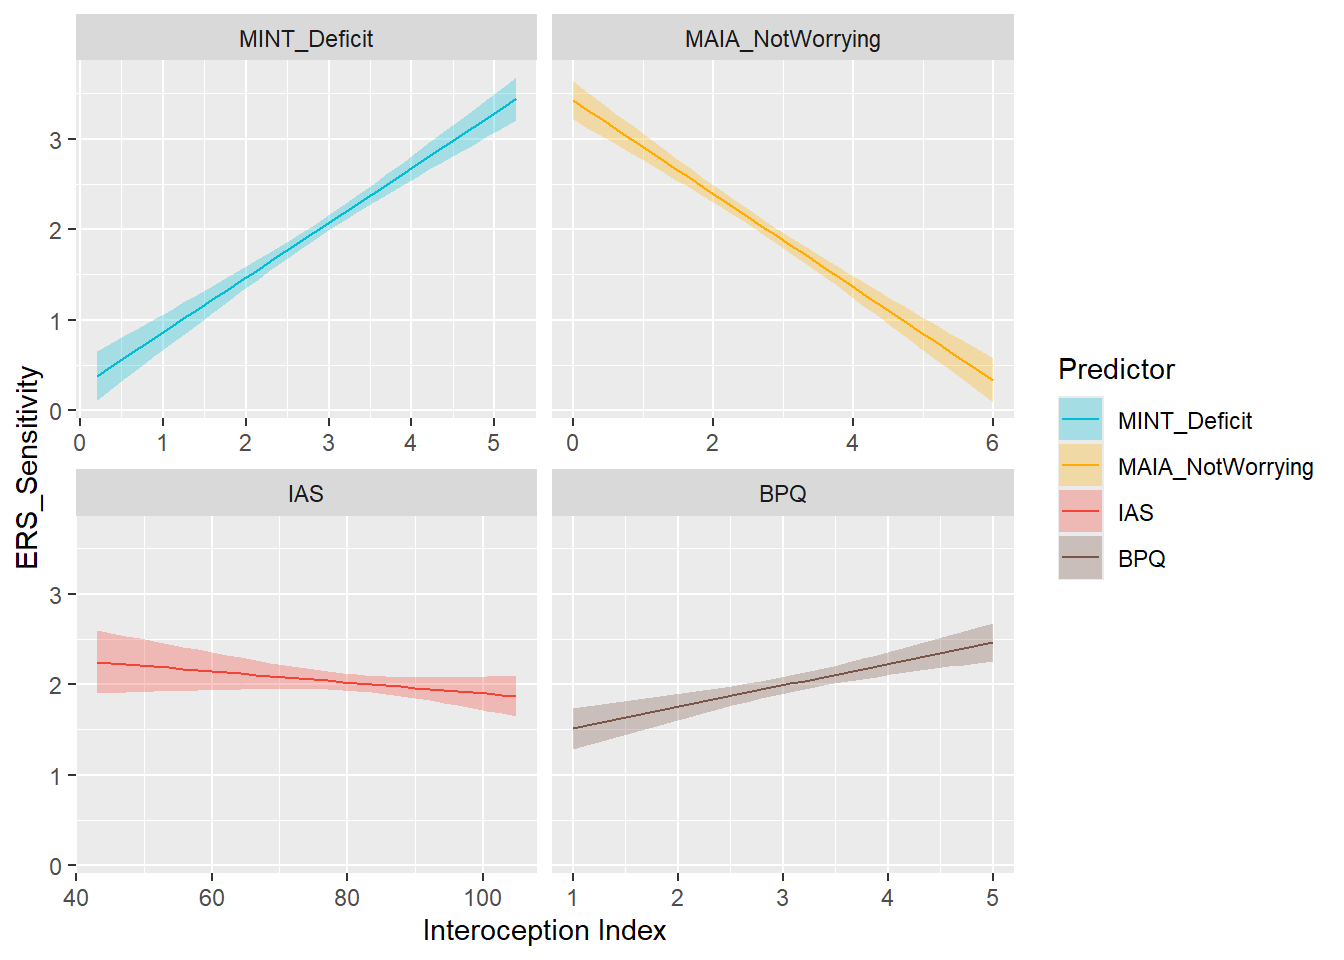 MINT_Deficit
MAIA_NotWorrying
3
2
1
0
0 1 2 3 4 5
0 2 4 6
ERS_Sensitivity
IAS
BPQ
3
2
1
0
40 60 80 100
1 2 3 4 5
Interoception Index
Predictor
MINT_Deficit
MAIA_NotWorrying
IAS
BPQ